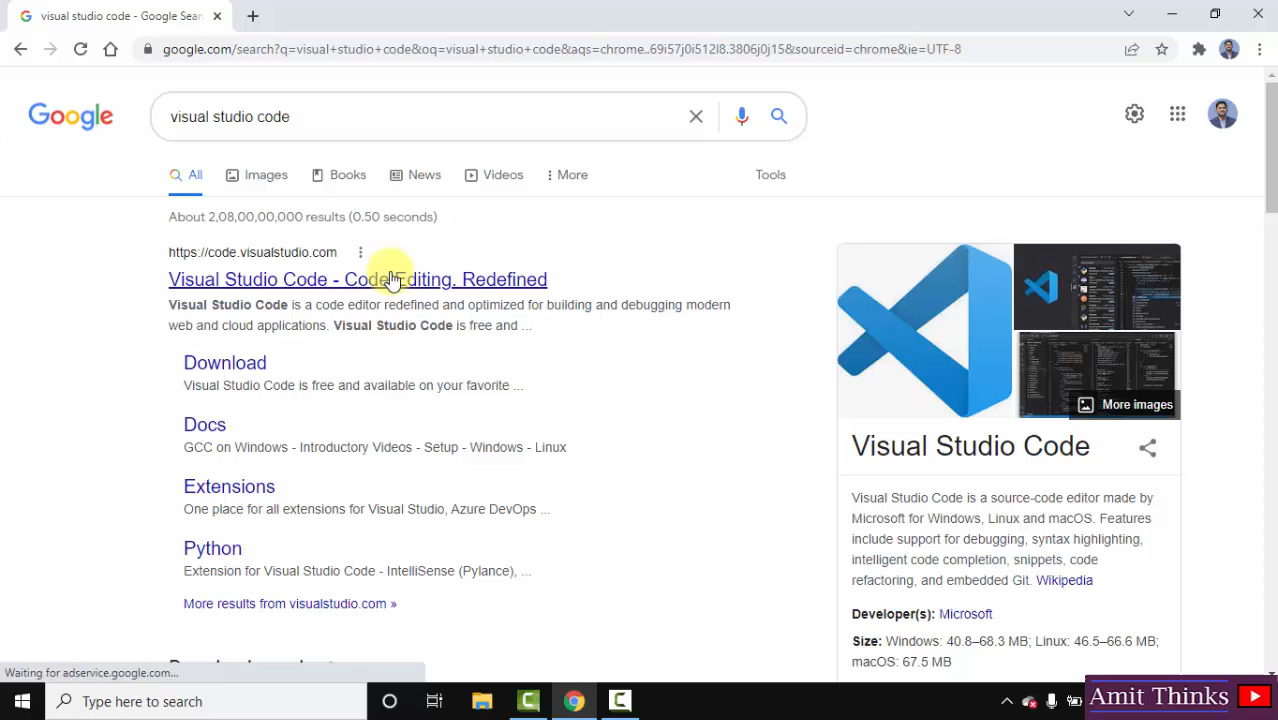 visual studio code - Google Sear
google.com/search?q=visual+studio+code&oq=visual+studio+code&aqs=chrome..69i57j0i512l8.3806j0j15&sourceid=chrome&ie=UTF-8
Google
visual studio code
All Images Books News Videos More Tools
About 2,08,00,00,000 results (0.50 seconds)
https://code.visualstudio.com
Visual Studio Code - Code Editing. Redefined
Visual Studio Code is a code editor and optimized for building and debugging modern
web and cloud applications. Visual Studio Code is free and ...
Download
Visual Studio Code is free and available on your favorite ...
Docs
GCC on Windows - Introductory Videos - Setup - Windows - Linux
Extensions
One place for all extensions for Visual Studio, Azure DevOps ...
Python
Extension for Visual Studio Code - IntelliSense (Pylance), ...
More results from visualstudio.com »
More images
Visual Studio Code
Visual Studio Code is a source-code editor made by
Microsoft for Windows, Linux and macOS. Features
include support for debugging, syntax highlighting,
intelligent code completion, snippets, code
refactoring, and embedded Git. Wikipedia
Developer(s): Microsoft
Size: Windows: 40.8–68.3 MB; Linux: 46.5–66.6 MB;
macOS: 67.5 MB
Waiting for adservice.google.com...
Type here to search
Amit Thinks